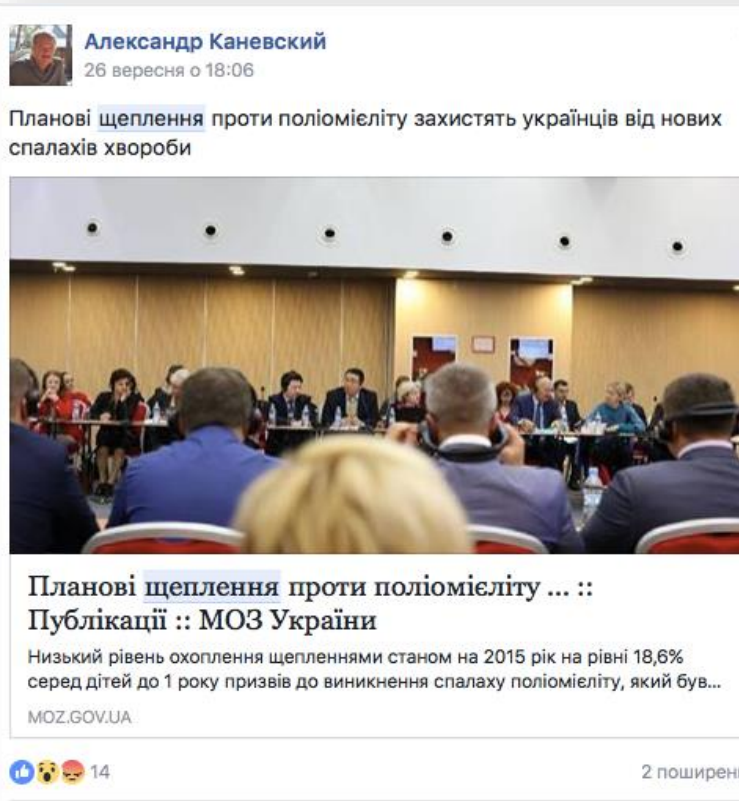 Александр Каневский
26 вересня о 18:06
Планові щеплення проти поліомієліту захистять українців від нових
спалахів хвороби
Планові щеплення проти поліомієліту ... ::
Публікації :: МОЗ України
Низький рівень охоплення щепленнями станом на 2015 рік на рівні 18,6%
серед дітей до 1 року призвів до виникнення спалаху поліомієліту, який був...
MOZ.GOV.UA
14
2